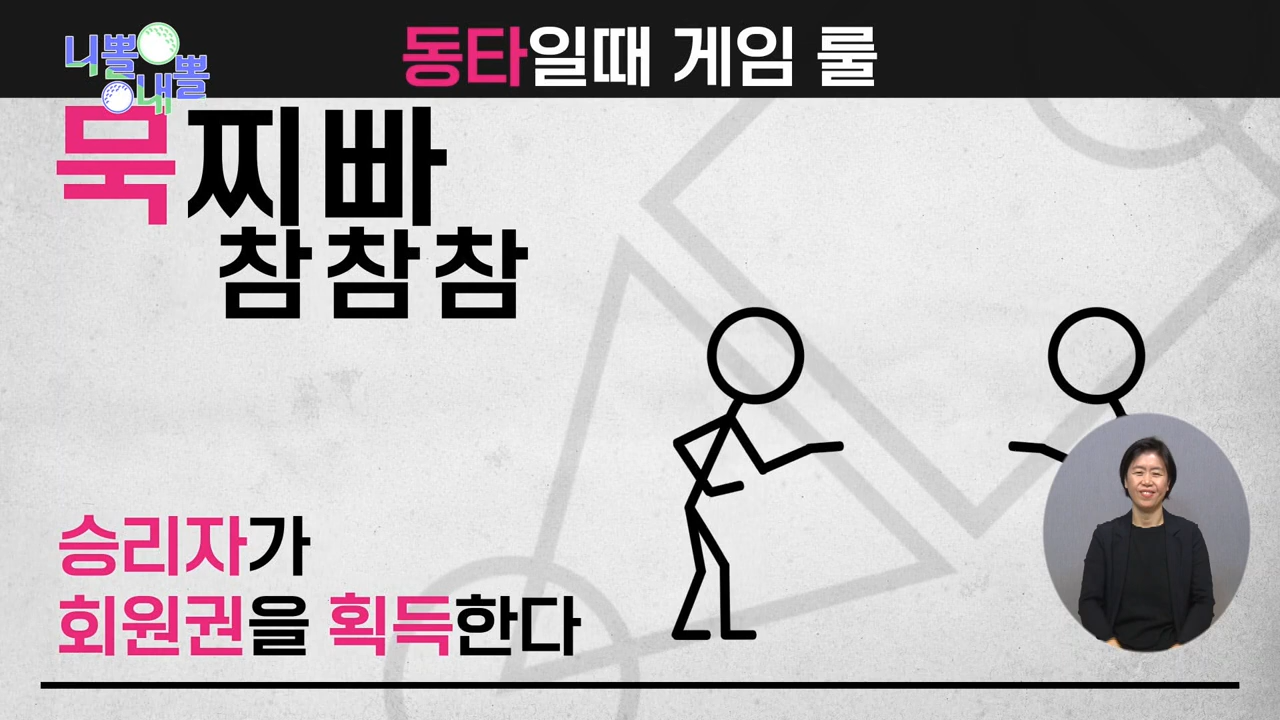 니뽈
내뽈
동타일때 게임 룰
묵찌빠
참참참
승리자가
회원권을 획득한다